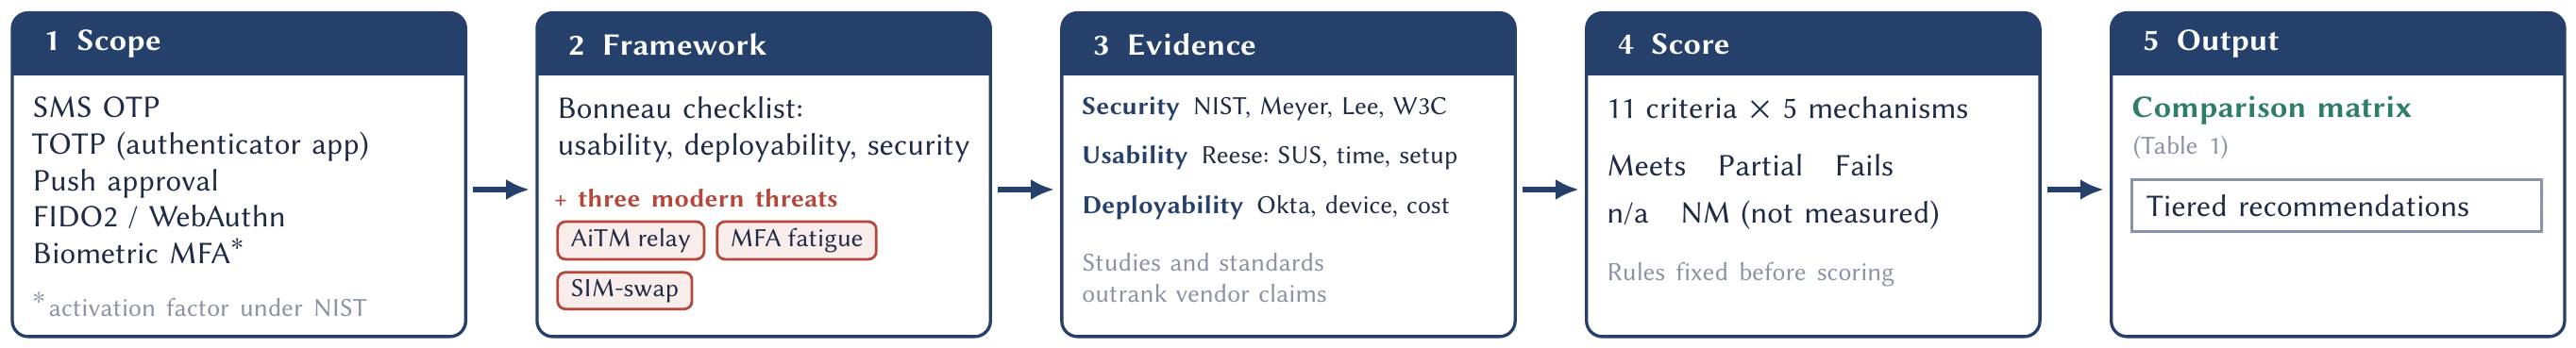 1 Scope
SMS OTP
TOTP (authenticator app)
Push approval
FIDO2 / WebAuthn
Biometric MFA*
*activation factor under NIST
2 Framework
Bonneau checklist:
usability, deployability, security
+ three modern threats
AiTM relay MFA fatigue
SIM-swap
3 Evidence
Security NIST, Meyer, Lee, W3C
Usability Reese: SUS, time, setup
Deployability Okta, device, cost
Studies and standards
outrank vendor claims
4 Score
11 criteria × 5 mechanisms
Meets Partial Fails
n/a NM (not measured)
Rules fixed before scoring
5 Output
Comparison matrix
(Table 1)
Tiered recommendations